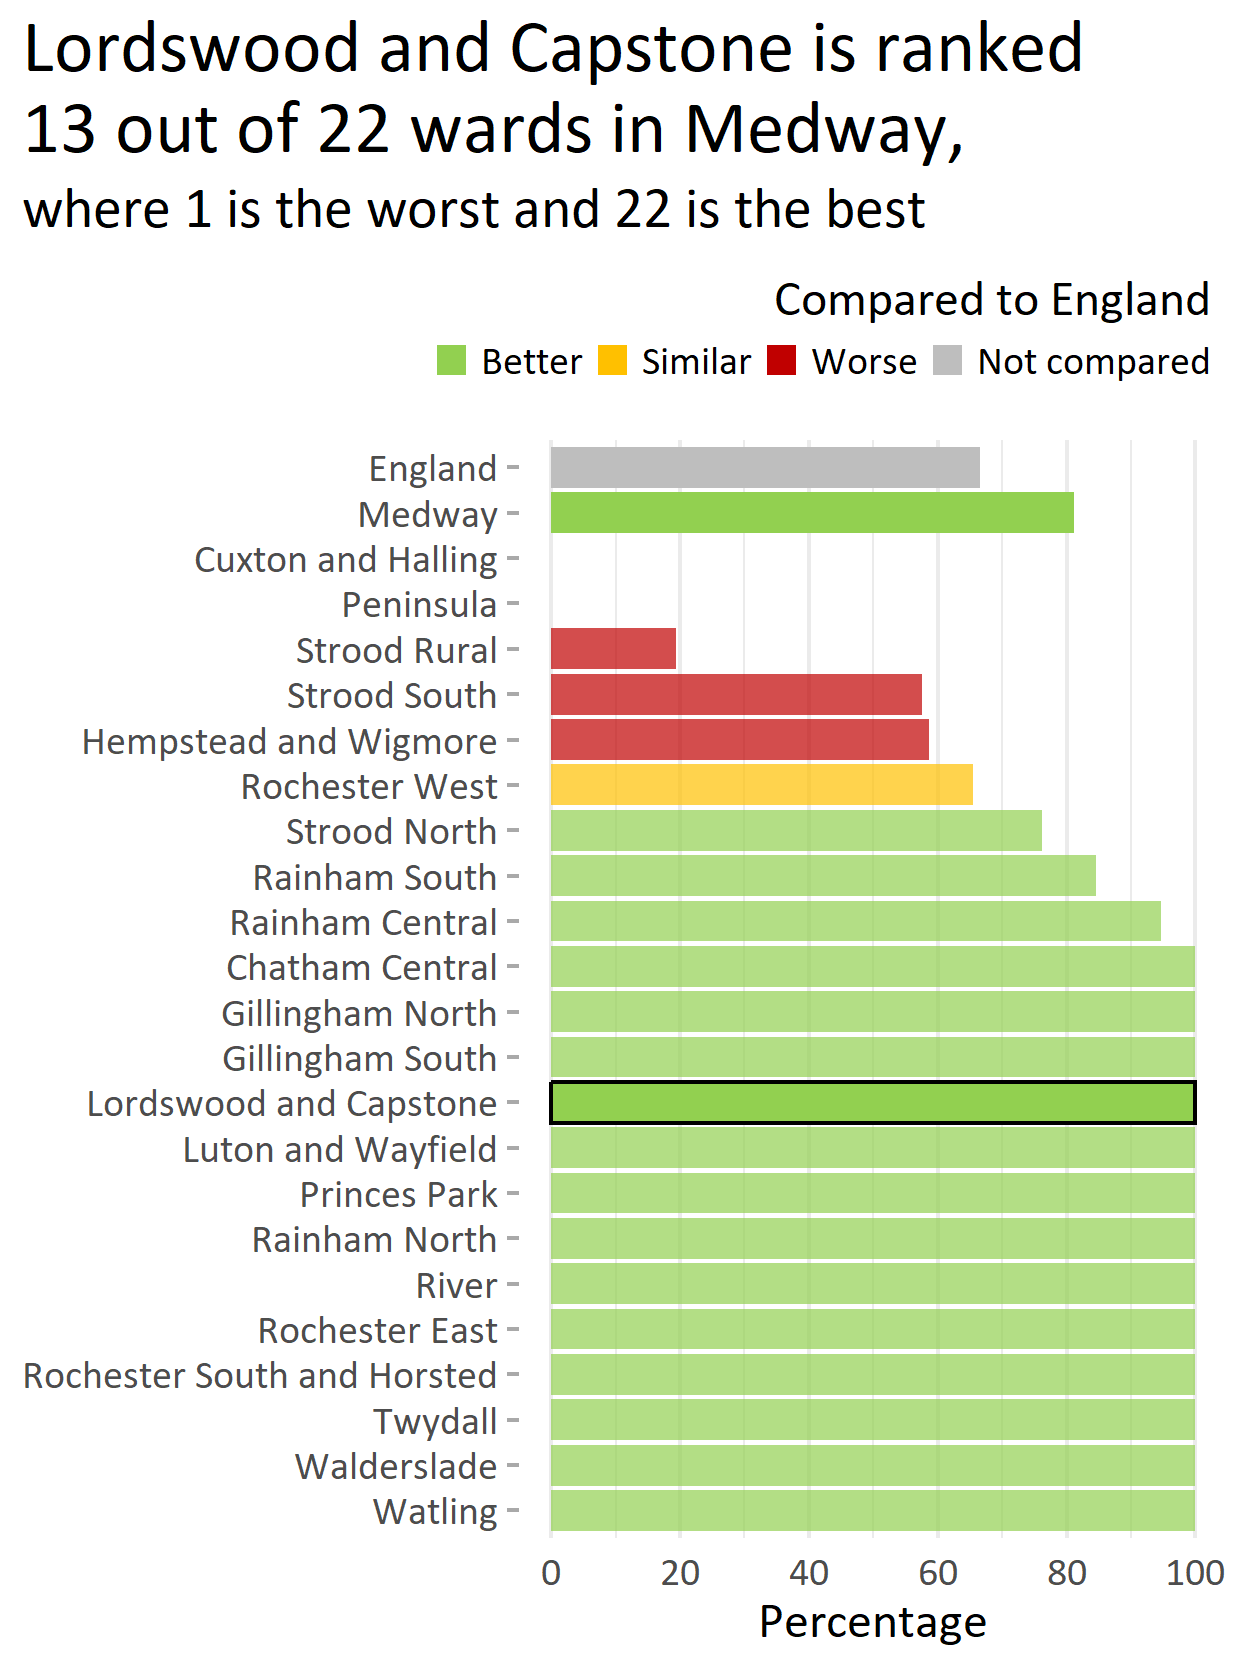 Lordswood and Capstone is ranked
13 out of 22 wards in Medway,
where 1 is the worst and 22 is the best
Compared to England
Better Similar Worse Not compared
England
Medway
Cuxton and Halling
Peninsula
Strood Rural
Strood South
Hempstead and Wigmore
Rochester West
Strood North
Rainham South
Rainham Central
Chatham Central
Gillingham North
Gillingham South
Lordswood and Capstone
Luton and Wayfield
Princes Park
Rainham North
River
Rochester East
Rochester South and Horsted
Twydall
Walderslade
Watling
0 20 40 60 80 100
Percentage